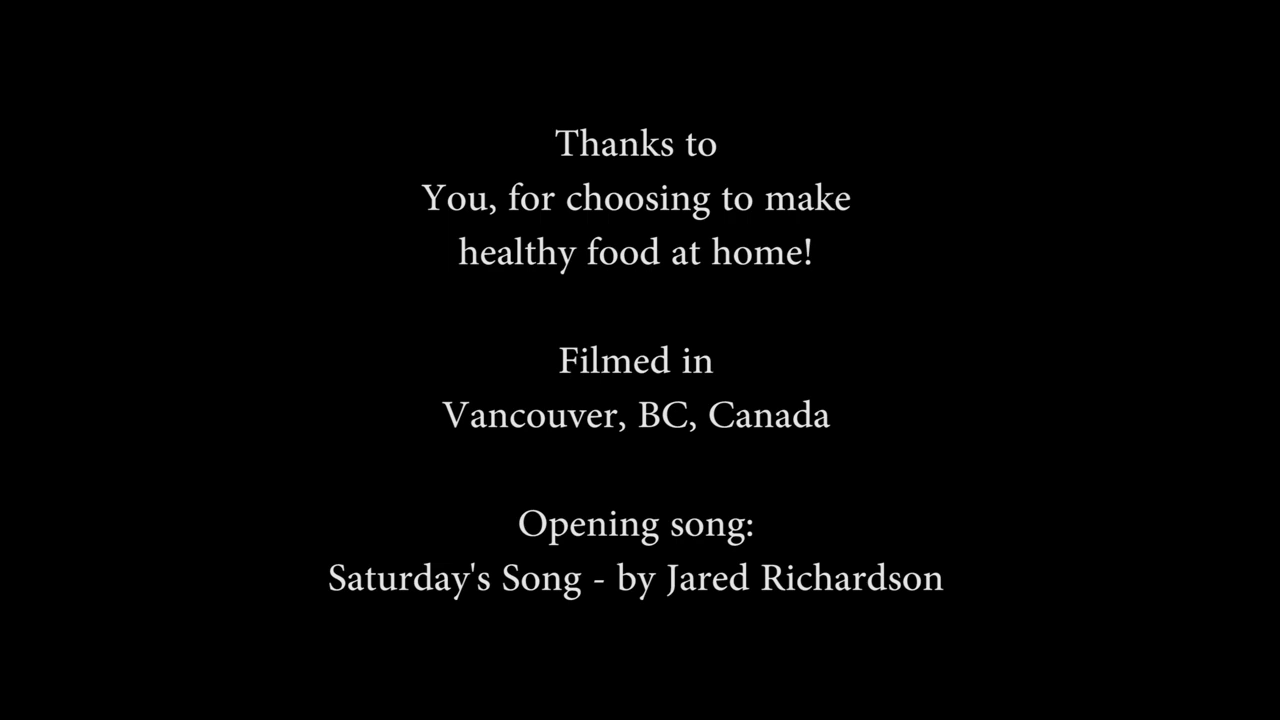 Thanks to
You, for choosing to make
healthy food at home!
Filmed in
Vancouver, BC, Canada
Opening song:
Saturday's Song - by Jared Richardson